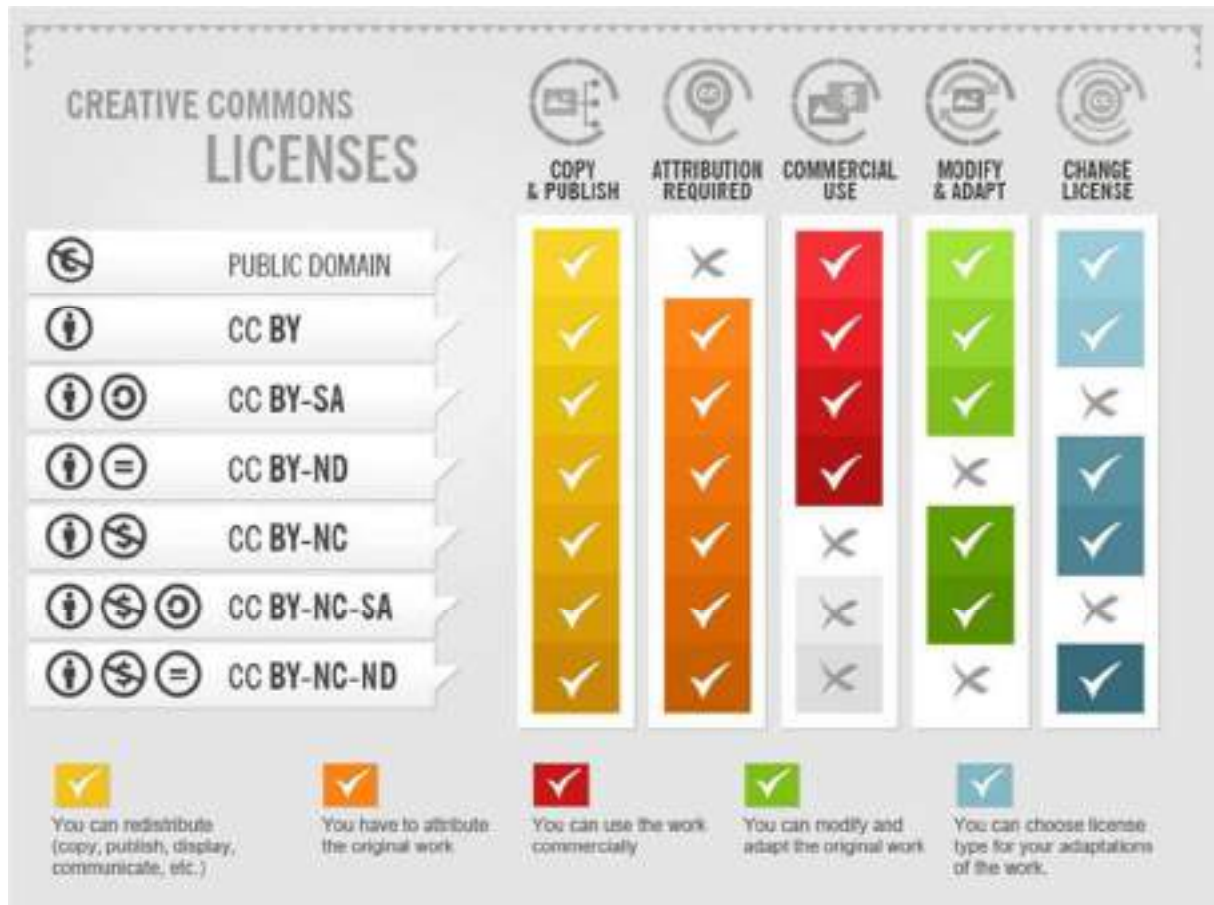 CREATIVE COMMONS
LICENSES
COPY
& PUBLISH
ATTRIBUTION
REQUIRED
COMMERCIAL
USE
MODIFY
& ADAPT
CHANGE
LICENSE
PUBLIC DOMAIN
CC BY
CC BY-SA
CC BY-ND
CC BY-NC
CC BY-NC-SA
CC BY-NC-ND
You can redistribute
(copy, publish, display,
communicate, etc.)
You have to attribute
the original work
You can use the work
commercially
You can modify and
adapt the original work
You can choose license
type for your adaptations
of the work.